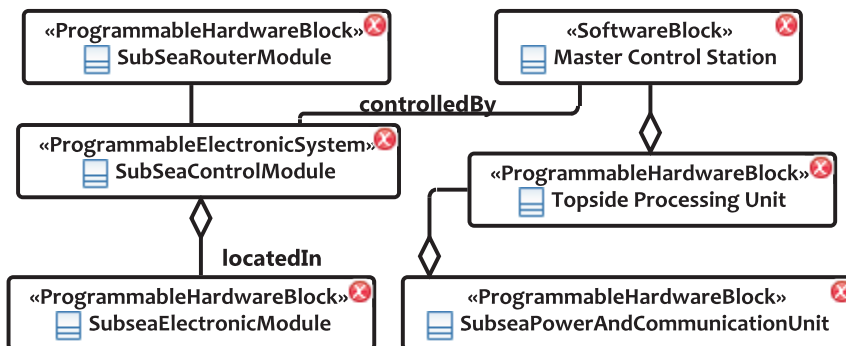 «ProgrammableHardwareBlock»
SubSeaRouterModule
«SoftwareBlock»
Master Control Station
controlledBy
«ProgrammableElectronicSystem»
SubSeaControlModule
«ProgrammableHardwareBlock»
Topside Processing Unit
locatedIn
«ProgrammableHardwareBlock»
SubseaElectronicModule
«ProgrammableHardwareBlock»
SubseaPowerAndCommunicationUnit